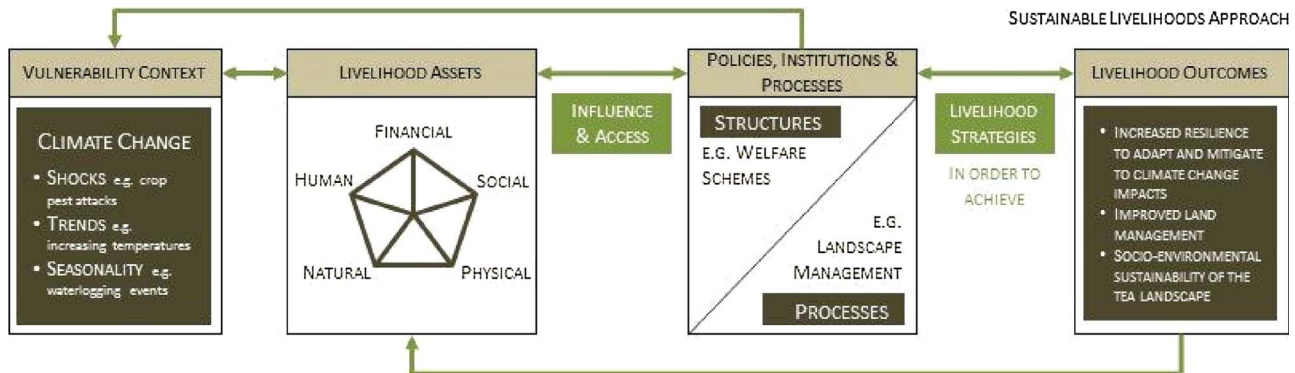 SUSTAINABLE LIVELIHOODS APPROACH
VULNERABILITY CONTEXT
CLIMATE CHANGE
• SHOCKS e.g. crop
pest attacks
• TRENDS e.g.
increasing temperatures
• SEASONALITY e.g.
waterlogging events
LIVELIHOOD ASSETS
FINANCIAL
HUMAN
SOCIAL
NATURAL
PHYSICAL
INFLUENCE
& ACCESS
POLICIES, INSTITUTIONS &
PROCESSES
STRUCTURES
E.G. WELFARE
SCHEMES
E.G.
LANDSCAPE
MANAGEMENT
PROCESSES
LIVELIHOOD
STRATEGIES
IN ORDER TO
ACHIEVE
LIVELIHOOD OUTCOMES
• INCREASED RESILIENCE
TO ADAPT AND MITIGATE
TO CLIMATE CHANGE
IMPACTS
• IMPROVED LAND
MANAGEMENT
• SOCIO-ENVIRONMENTAL
SUSTAINABILITY OF THE
TEA LANDSCAPE